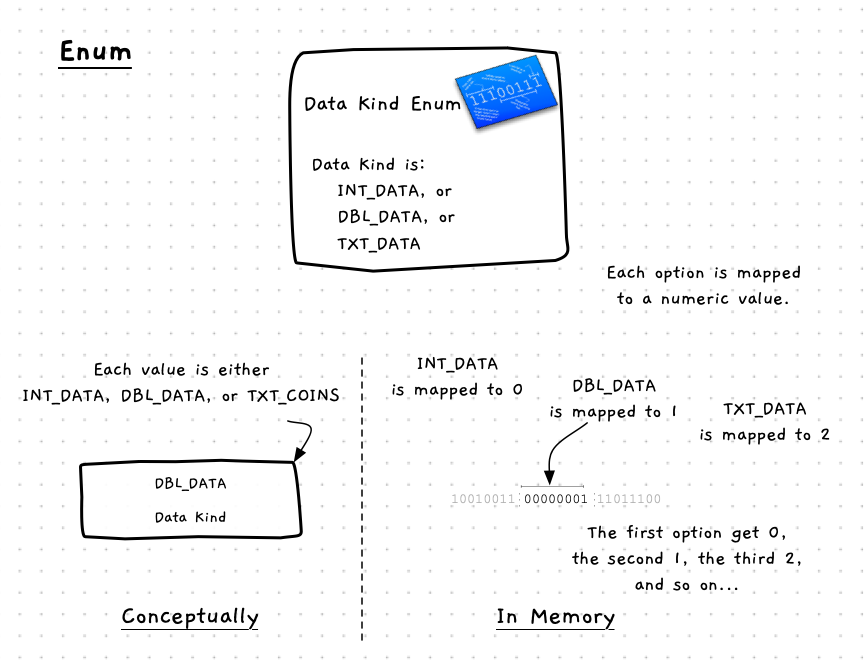 Enum
Data Kind Enum
11100111
Data Kind is:
INT_DATA, or
DBL_DATA, or
TXT_DATA
Each option is mapped
to a numeric value.
Each value is either
INT_DATA, DBL_DATA, or TXT_COINS
DBL_DATA
Data Kind
Conceptually
INT_DATA
is mapped to 0
DBL_DATA
is mapped to 1
TXT_DATA
is mapped to 2
10010011 00000001 11011100
The first option get 0,
the second 1, the third 2,
and so on...
In Memory